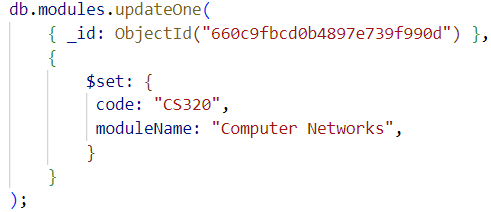 db.modules.updateOne(
    { _id: ObjectId("660c9fbcd0b4897e739f990d") },
    {
        $set: {
         code: "CS320",
         moduleName: "Computer Networks",
        }
    }
);